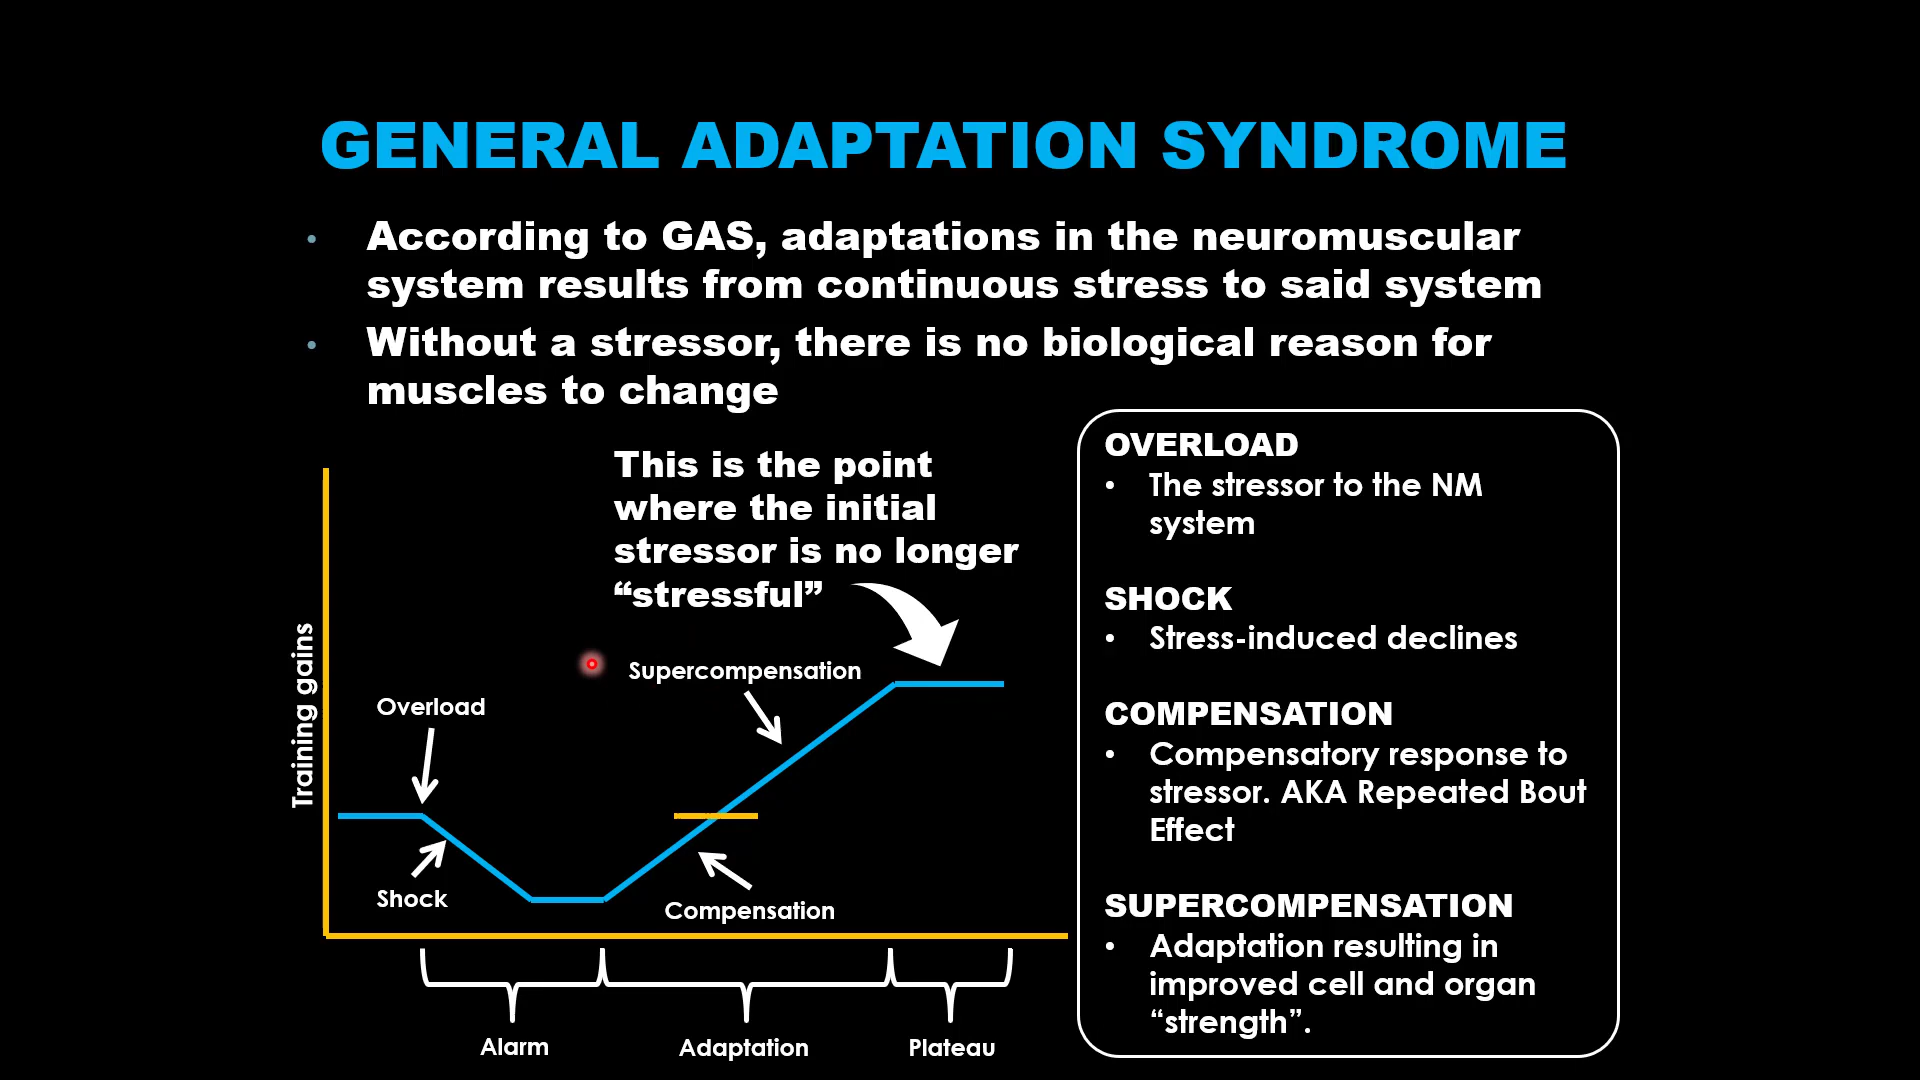 GENERAL ADAPTATION SYNDROME
• According to GAS, adaptations in the neuromuscular
system results from continuous stress to said system
• Without a stressor, there is no biological reason for
muscles to change
This is the point
where the initial
stressor is no longer
“stressful”
Training gains
Overload
Shock
Supercompensation
Compensation
Alarm
Adaptation
Plateau
OVERLOAD
• The stressor to the NM
system
SHOCK
• Stress-induced declines
COMPENSATION
• Compensatory response to
stressor. AKA Repeated Bout
Effect
SUPERCOMPENSATION
• Adaptation resulting in
improved cell and organ
“strength”.